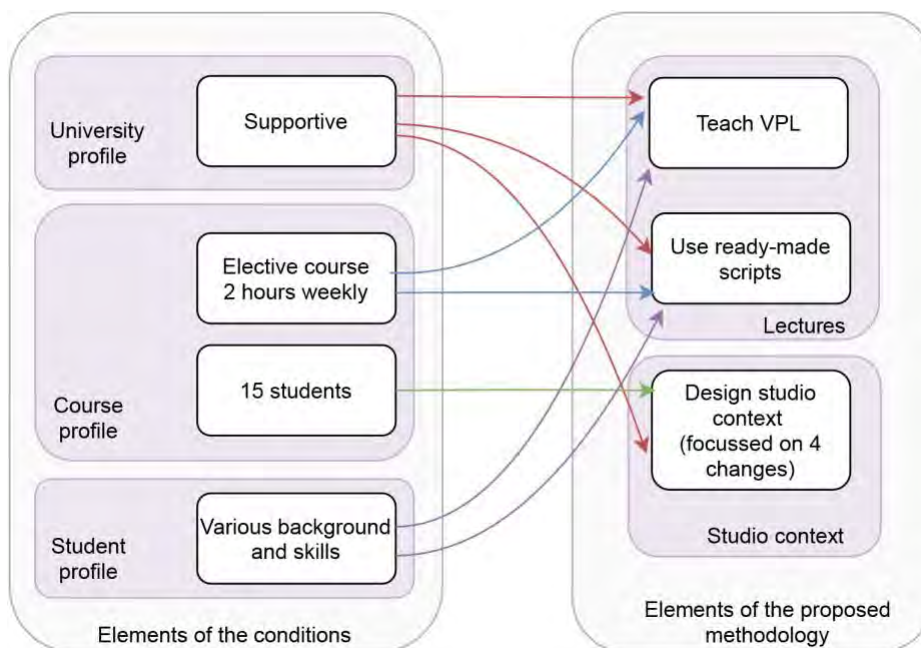 University
profile
Supportive
Course
profile
Elective course
2 hours weekly
15 students
Student
profile
Various background
and skills
Elements of the conditions
Teach VPL
Use ready-made
scripts
Lectures
Design studio
context
(focussed on 4
changes)
Studio context
Elements of the proposed
methodology